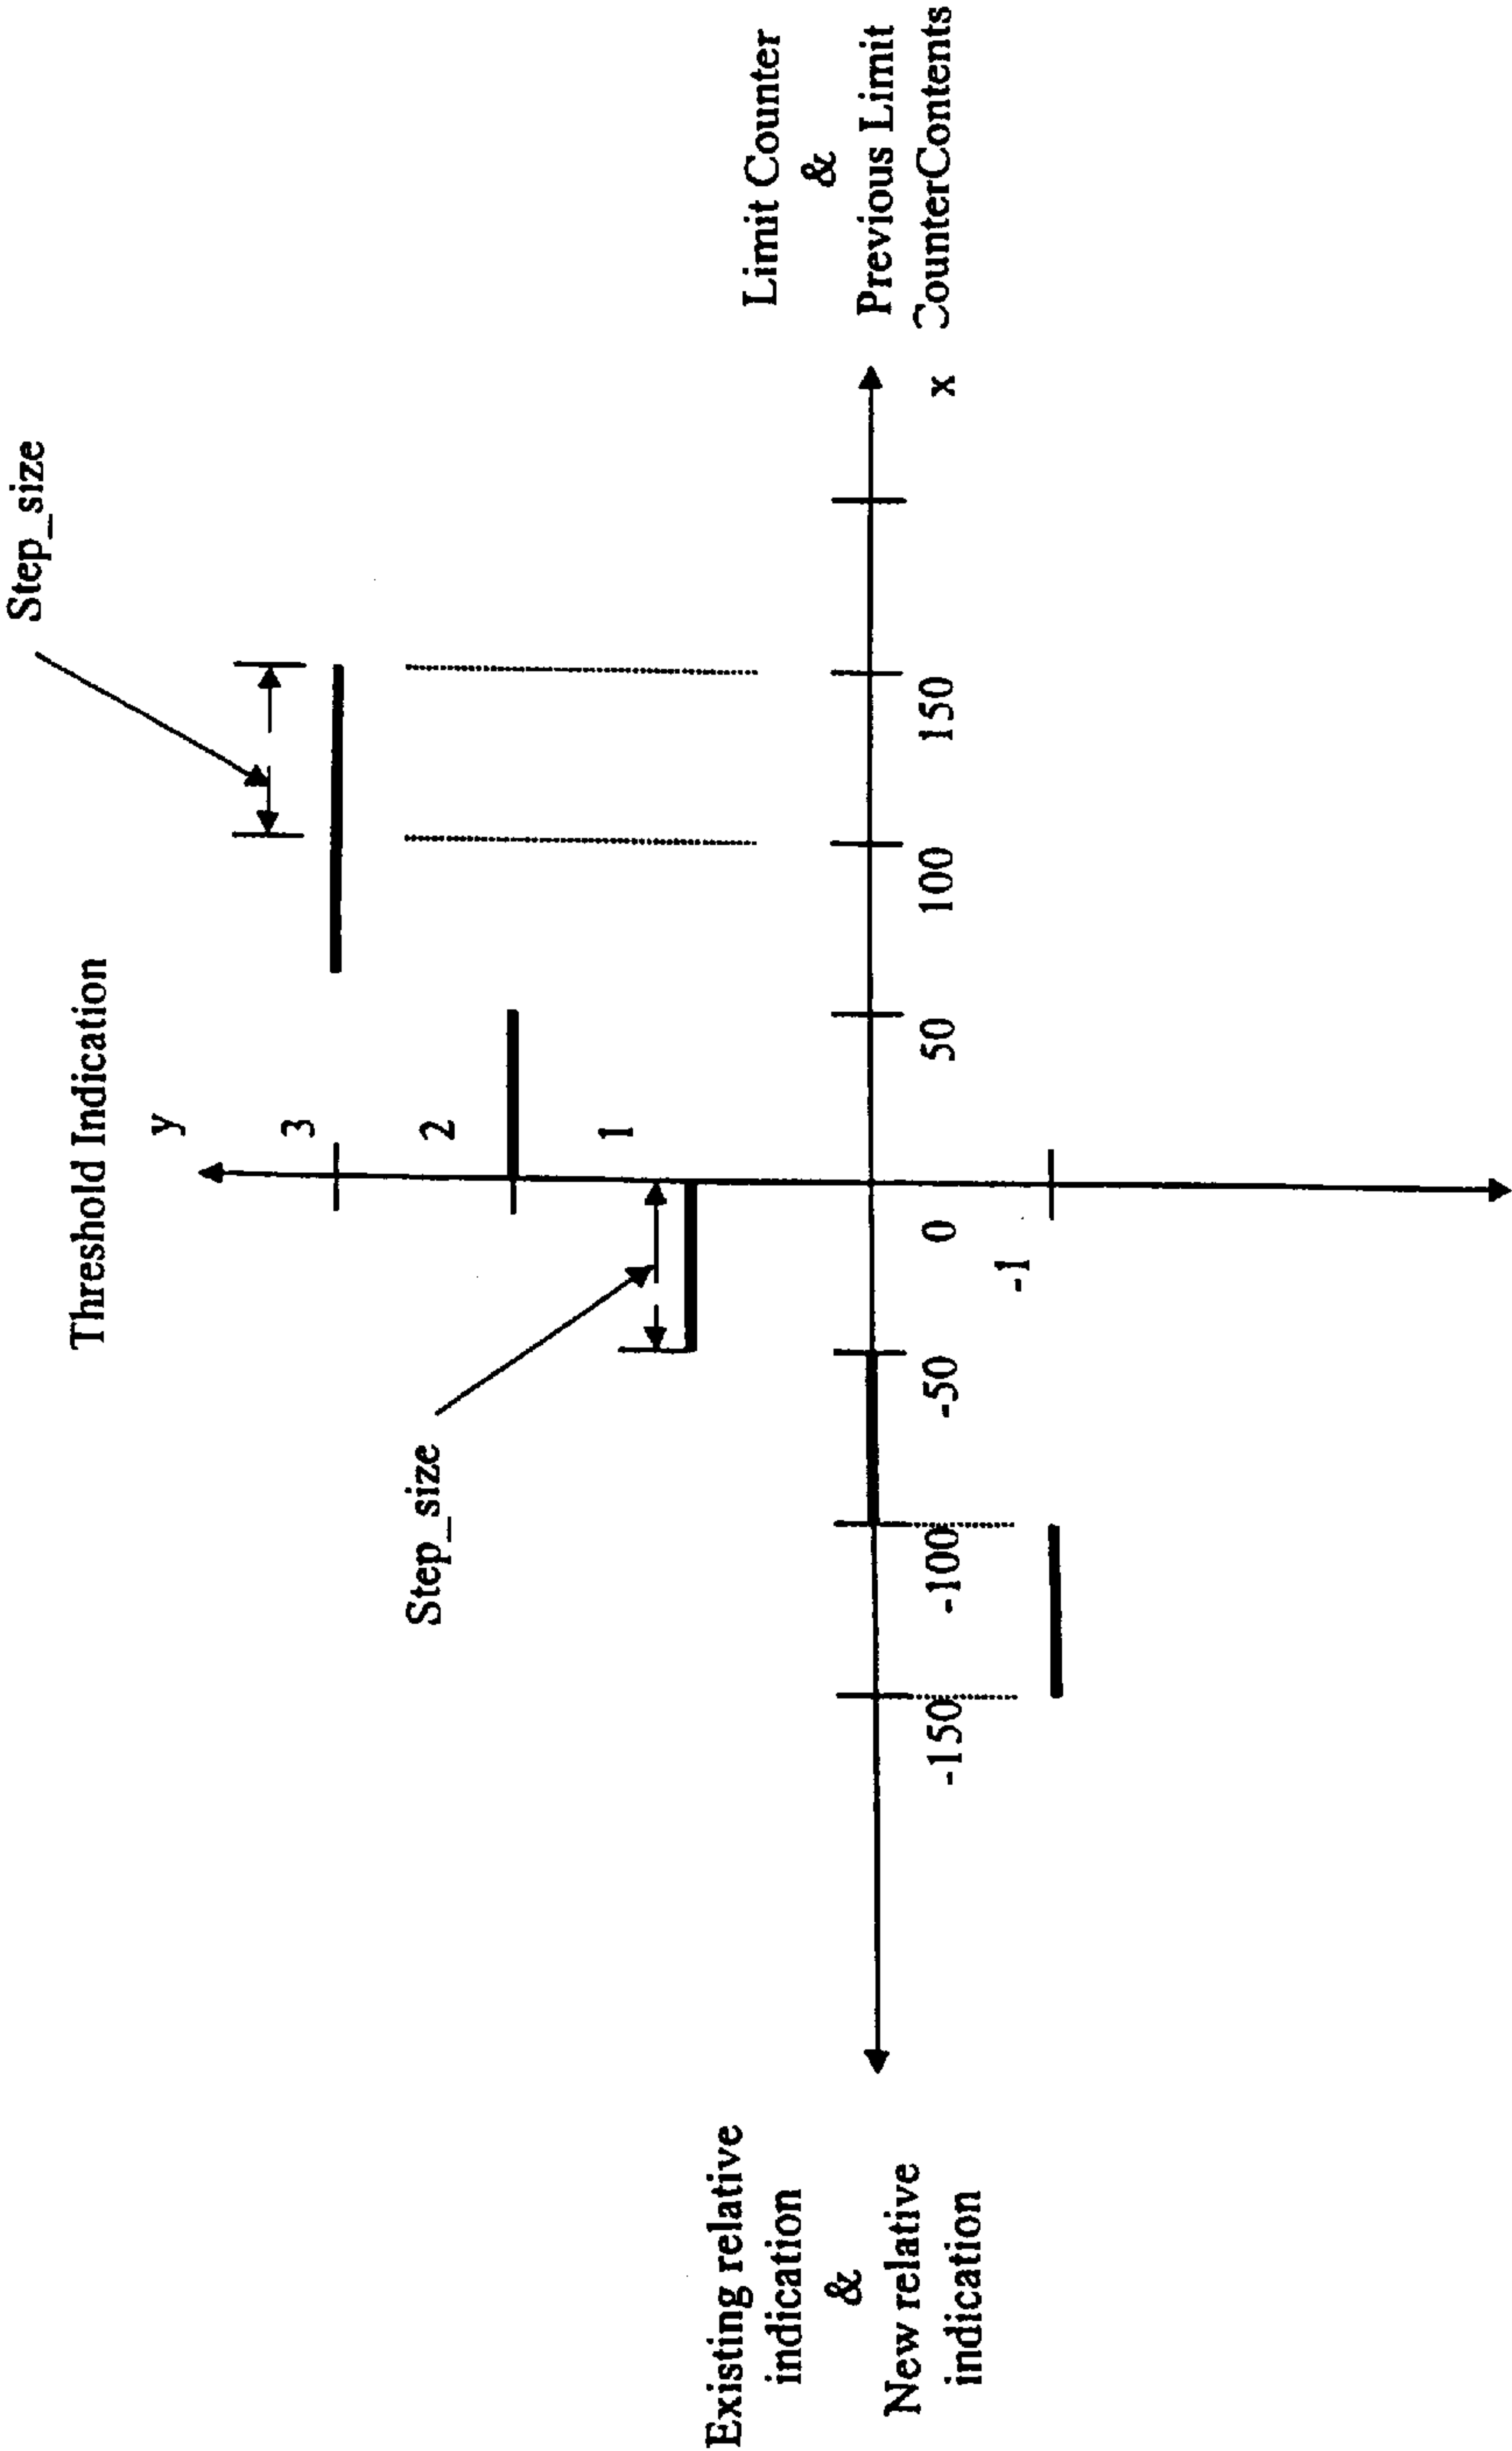 Step_size
Threshold Indication
y
3
2
Step_size
1
Existing relative
indication
&
New relative
indication
Limit Counter
&
Previous Limit
CounterContents
x
-150
-100
-50
0
50
100
150
-1